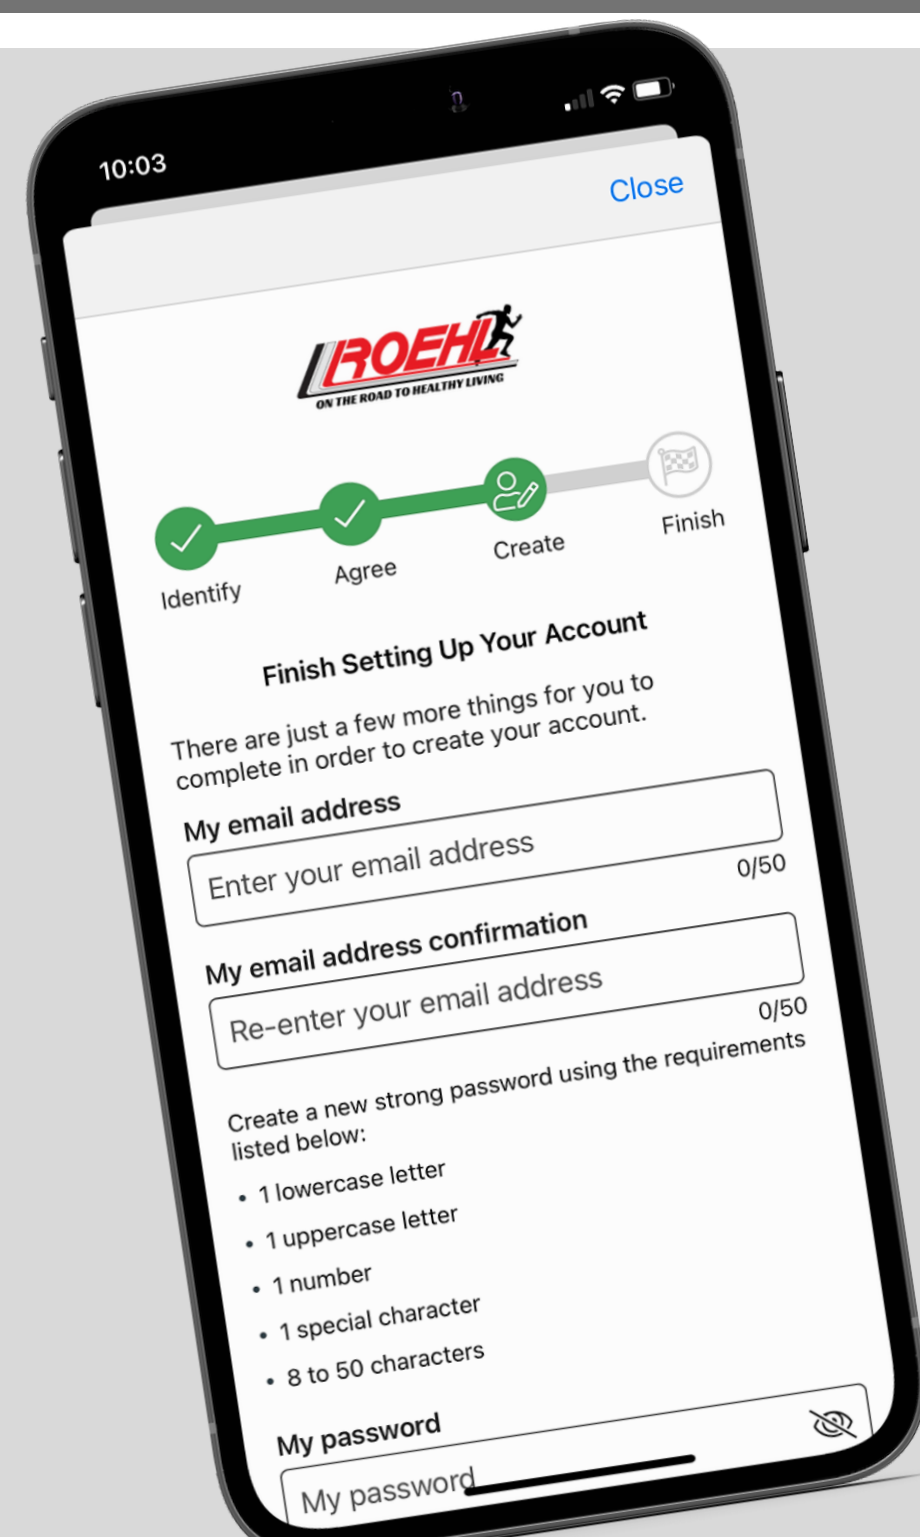 10:03
Close
ROEHL
ON THE ROAD TO HEALTHY LIVING
Identify
Agree
Create
Finish
Finish Setting Up Your Account
There are just a few more things for you to
complete in order to create your account.
My email address
Enter your email address
0/50
My email address confirmation
Re-enter your email address
0/50
Create a new strong password using the requirements
listed below:
• 1 lowercase letter
• 1 uppercase letter
• 1 number
• 1 special character
• 8 to 50 characters
My password
My password